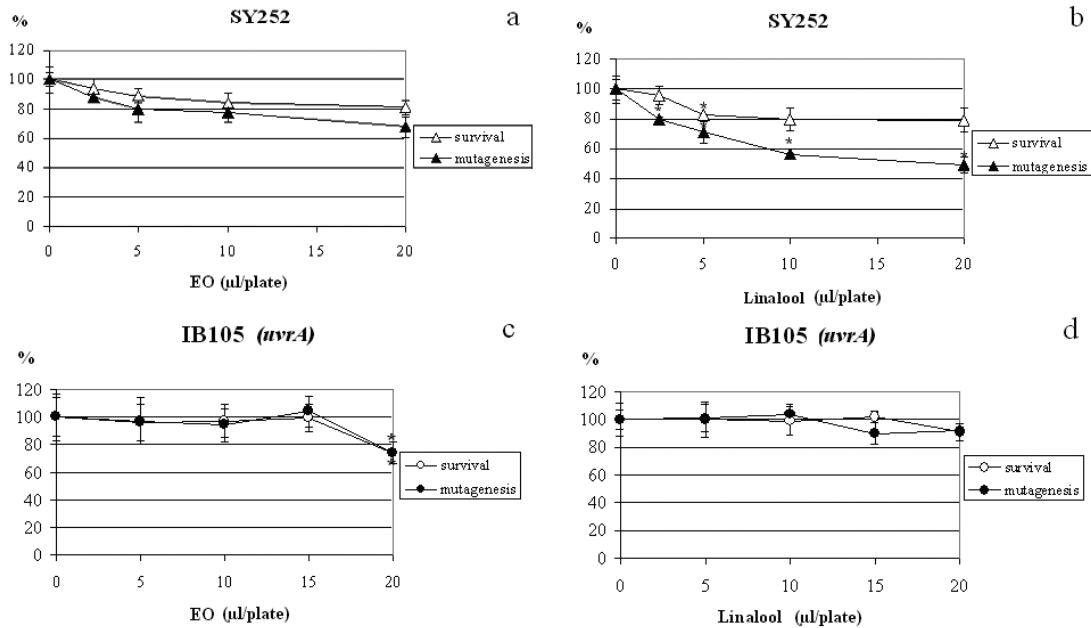 SY252
a
%
120
100
80
60
40
20
0
0 5 10 15 20
EO (µl/plate)
survival
mutagenesis
SY252
b
%
120
100
80
60
40
20
0
*
*
*
*
*
0 5 10 15 20
Linalool (µl/plate)
survival
mutagenesis
IB105 (uvrA)
c
%
120
100
80
60
40
20
0
*
*
0 5 10 15 20
EO (µl/plate)
survival
mutagenesis
IB105 (uvrA)
d
%
120
100
80
60
40
20
0
0 5 10 15 20
Linalool (µl/plate)
survival
mutagenesis